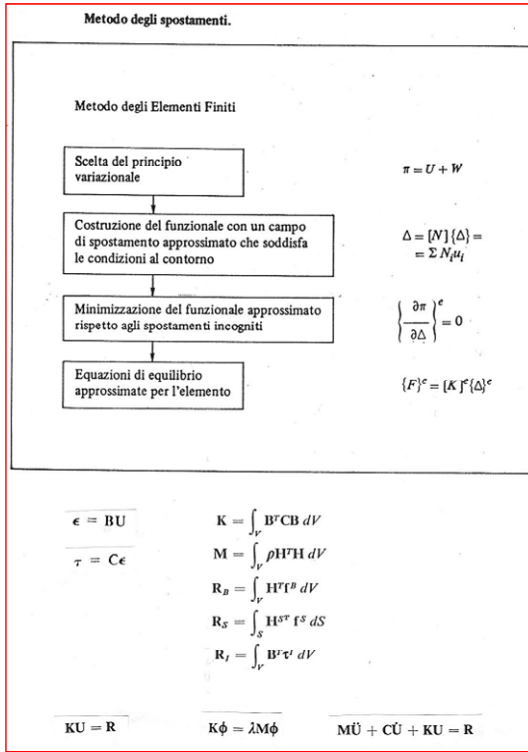 Metodo degli spostamenti.
Metodo degli Elementi Finiti
Scelta del principio
variazionale
π = U + W
Costruzione del funzionale con un campo
di spostamento approssimato che soddisfa
le condizioni al contorno
Δ = [N] {Δ} =
= Σ N_i u_i
Minimizzazione del funzionale approssimato
rispetto agli spostamenti incogniti
{∂π/∂Δ}^e = 0
Equazioni di equilibrio
approssimate per l'elemento
{F}^e = [K]^e {Δ}^e
ϵ = BU
K = ∫_V B^T CB dV
τ = Cϵ
M = ∫_V ρH^T H dV
R_B = ∫_V H^T f^B dV
R_S = ∫_S H^{ST} f^S dS
R_I = ∫_V B^T τ^I dV
KU = R
Kϕ = λMϕ
MÜ + CU̇ + KU = R